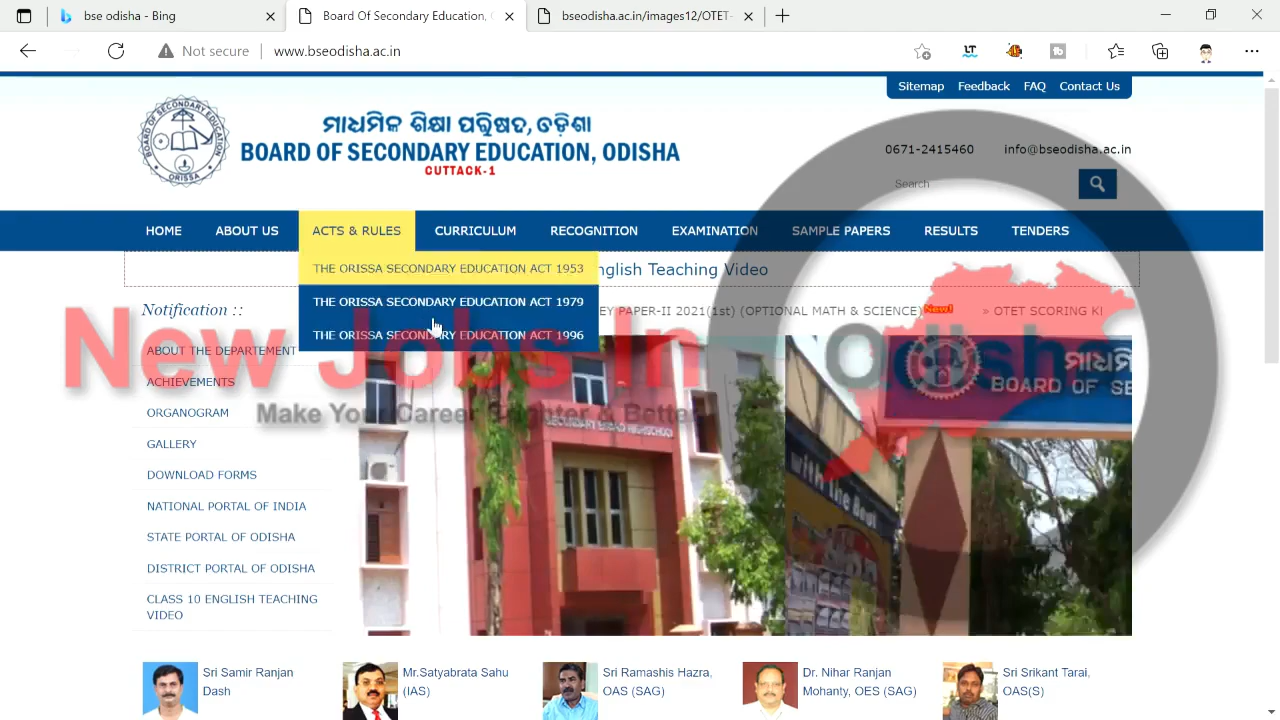 bse odisha - Bing
Board Of Secondary Education,
bseodisha.ac.in/images12/OTET-
Not secure
www.bseodisha.ac.in
Sitemap Feedback FAQ Contact Us
ମାଧ୍ୟମିକ ଶିକ୍ଷା ପରିଷଦ, ଓଡ଼ିଶା
BOARD OF SECONDARY EDUCATION, ODISHA
CUTTACK-1
0671-2415460 info@bseodisha.ac.in
Search
HOME ABOUT US ACTS & RULES CURRICULUM RECOGNITION EXAMINATION SAMPLE PAPERS RESULTS TENDERS
THE ORISSA SECONDARY EDUCATION ACT 1953
nglish Teaching Video
THE ORISSA SECONDARY EDUCATION ACT 1979
THE ORISSA SECONDARY EDUCATION ACT 1996
Notification ::
EY PAPER-II 2021(1st) (OPTIONAL MATH & SCIENCE) New! » OTET SCORING KI
New Jobs In Odisha
Make Your Career Smarter & Better
ABOUT THE DEPARTEMENT
ACHIEVEMENTS
ORGANOGRAM
GALLERY
DOWNLOAD FORMS
NATIONAL PORTAL OF INDIA
STATE PORTAL OF ODISHA
DISTRICT PORTAL OF ODISHA
CLASS 10 ENGLISH TEACHING
VIDEO
ମାଧ
BOARD OF SE
with The Boat
Sri Samir Ranjan
Dash
Mr.Satyabrata Sahu
(IAS)
Sri Ramashis Hazra,
OAS (SAG)
Dr. Nihar Ranjan
Mohanty, OES (SAG)
Sri Srikant Tarai,
OAS(S)